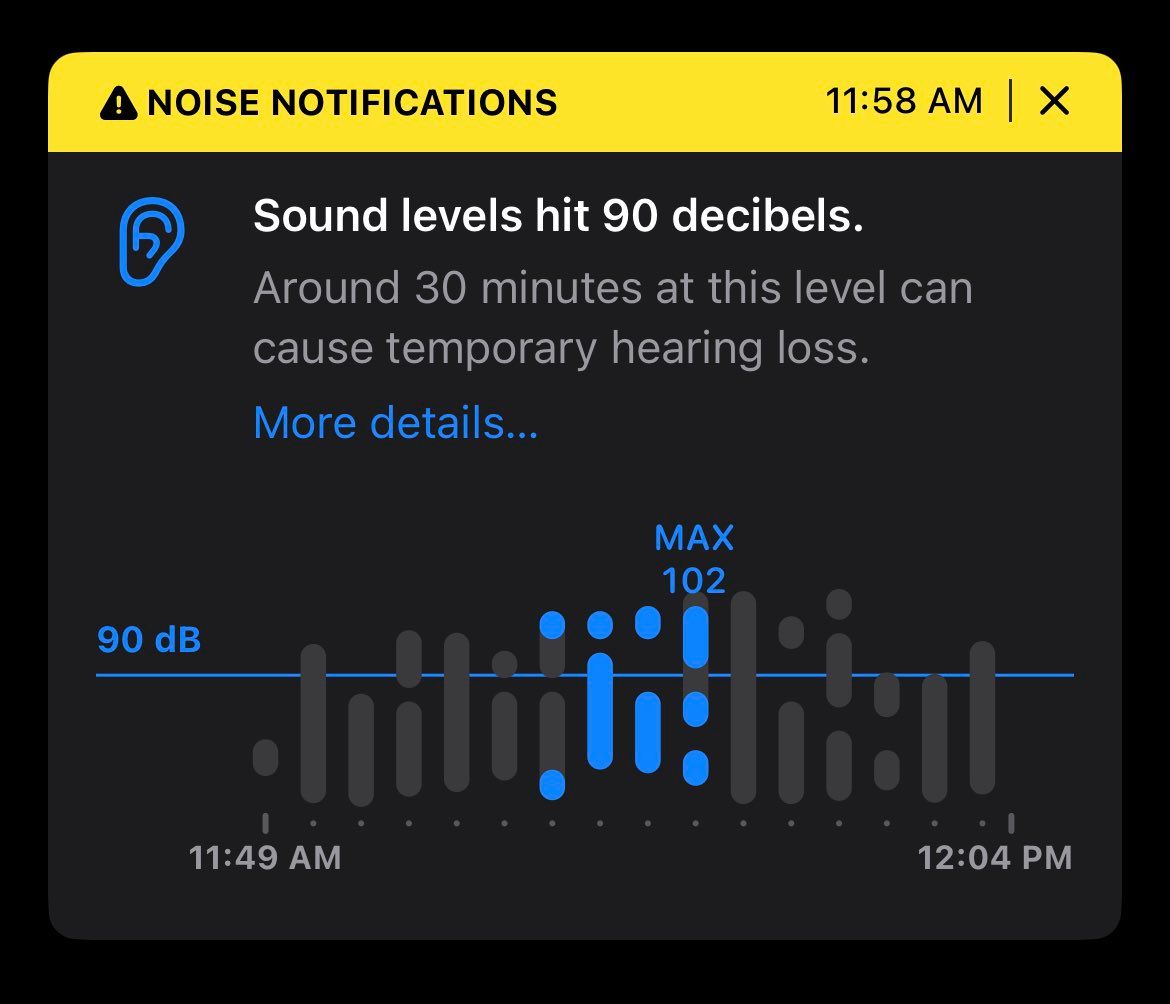 NOISE NOTIFICATIONS 11:58 AM
Sound levels hit 90 decibels.
Around 30 minutes at this level can
cause temporary hearing loss.
More details...
MAX
102
90 dB
11:49 AM 12:04 PM